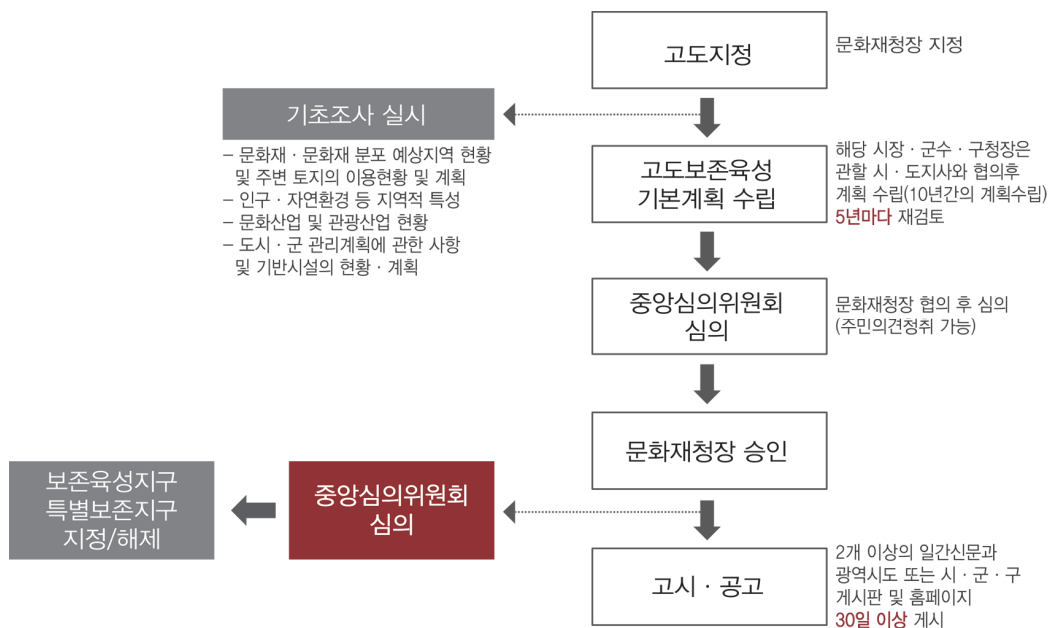 고도지정
문화재청장 지정
기초조사 실시
– 문화재 · 문화재 분포 예상지역 현황
및 주변 토지의 이용현황 및 계획
– 인구 · 자연환경 등 지역적 특성
– 문화산업 및 관광산업 현황
– 도시 · 군 관리계획에 관한 사항
및 기반시설의 현황 · 계획
고도보존육성
기본계획 수립
해당 시장 · 군수 · 구청장은
관할 시 · 도지사와 협의후
계획 수립(10년간의 계획수립)
5년마다 재검토
중앙심의위원회
심의
문화재청장 협의 후 심의
(주민의견청취 가능)
문화재청장 승인
중앙심의위원회
심의
보존육성지구
특별보존지구
지정/해제
고시 · 공고
2개 이상의 일간신문과
광역시도 또는 시 · 군 · 구
게시판 및 홈페이지
30일 이상 게시